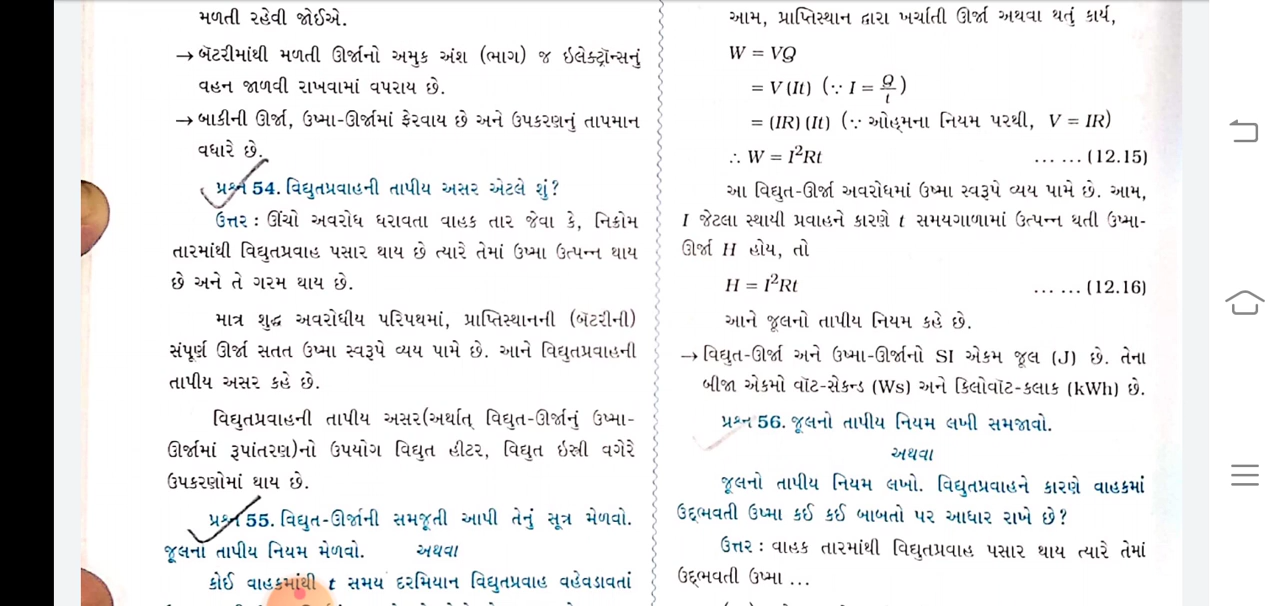 મળતી રહેવી જોઈએ.
→ બૅટરીમાંથી મળતી ઊર્જાનો અમુક અંશ (ભાગ) જ ઇલેક્ટ્રૉન્સનું
વહન જાળવી રાખવામાં વપરાય છે.
→ બાકીની ઊર્જા, ઉષ્મા-ઊર્જામાં ફેરવાય છે અને ઉપકરણનું તાપમાન
વધારે છે.
પ્રશ્ન 54. વિદ્યુતપ્રવાહની તાપીય અસર એટલે શું?
ઉત્તર : ઊંચો અવરોધ ધરાવતા વાહક તાર જેવા કે, નિક્રોમ
તારમાંથી વિદ્યુતપ્રવાહ પસાર થાય છે ત્યારે તેમાં ઉષ્મા ઉત્પન્ન થાય
છે અને તે ગરમ થાય છે.
માત્ર શુદ્ધ અવરોધીય પરિપથમાં, પ્રાપ્તિસ્થાનની (બૅટરીની)
સંપૂર્ણ ઊર્જા સતત ઉષ્મા સ્વરૂપે વ્યય પામે છે. આને વિદ્યુતપ્રવાહની
તાપીય અસર કહે છે.
વિદ્યુતપ્રવાહની તાપીય અસર(અર્થાત્ વિદ્યુત-ઊર્જાનું ઉષ્મા-
ઊર્જામાં રૂપાંતરણ)નો ઉપયોગ વિદ્યુત હીટર, વિદ્યુત ઇસ્ત્રી વગેરે
ઉપકરણોમાં થાય છે.
પ્રશ્ન 55. વિદ્યુત-ઊર્જાની સમજૂતી આપી તેનું સૂત્ર મેળવો.
જૂલનો તાપીય નિયમ મેળવો. અથવા
કોઈ વાહકમાંથી t સમય દરમિયાન વિદ્યુતપ્રવાહ વહેવડાવતાં
આમ, પ્રાપ્તિસ્થાન દ્વારા ખર્ચાતી ઊર્જા અથવા થતું કાર્ય,
W = VQ
= V (It) (∵ I = Q/t)
= (IR) (It) (∵ ઓહ્મના નિયમ પરથી, V = IR)
∴ W = I²Rt ... ... (12.15)
આ વિદ્યુત-ઊર્જા અવરોધમાં ઉષ્મા સ્વરૂપે વ્યય પામે છે. આમ,
I જેટલા સ્થાયી પ્રવાહને કારણે t સમયગાળામાં ઉત્પન્ન થતી ઉષ્મા-
ઊર્જા H હોય, તો
H = I²Rt ... ... (12.16)
આને જૂલનો તાપીય નિયમ કહે છે.
→ વિદ્યુત-ઊર્જા અને ઉષ્મા-ઊર્જાનો SI એકમ જૂલ (J) છે. તેના
બીજા એકમો વૉટ-સેકન્ડ (Ws) અને કિલોવૉટ-કલાક (kWh) છે.
પ્રશ્ન 56. જૂલનો તાપીય નિયમ લખી સમજાવો.
અથવા
જૂલનો તાપીય નિયમ લખો. વિદ્યુતપ્રવાહને કારણે વાહકમાં
ઉદ્ભવતી ઉષ્મા કઈ કઈ બાબતો પર આધાર રાખે છે?
ઉત્તર : વાહક તારમાંથી વિદ્યુતપ્રવાહ પસાર થાય ત્યારે તેમાં
ઉદ્ભવતી ઉષ્મા ...